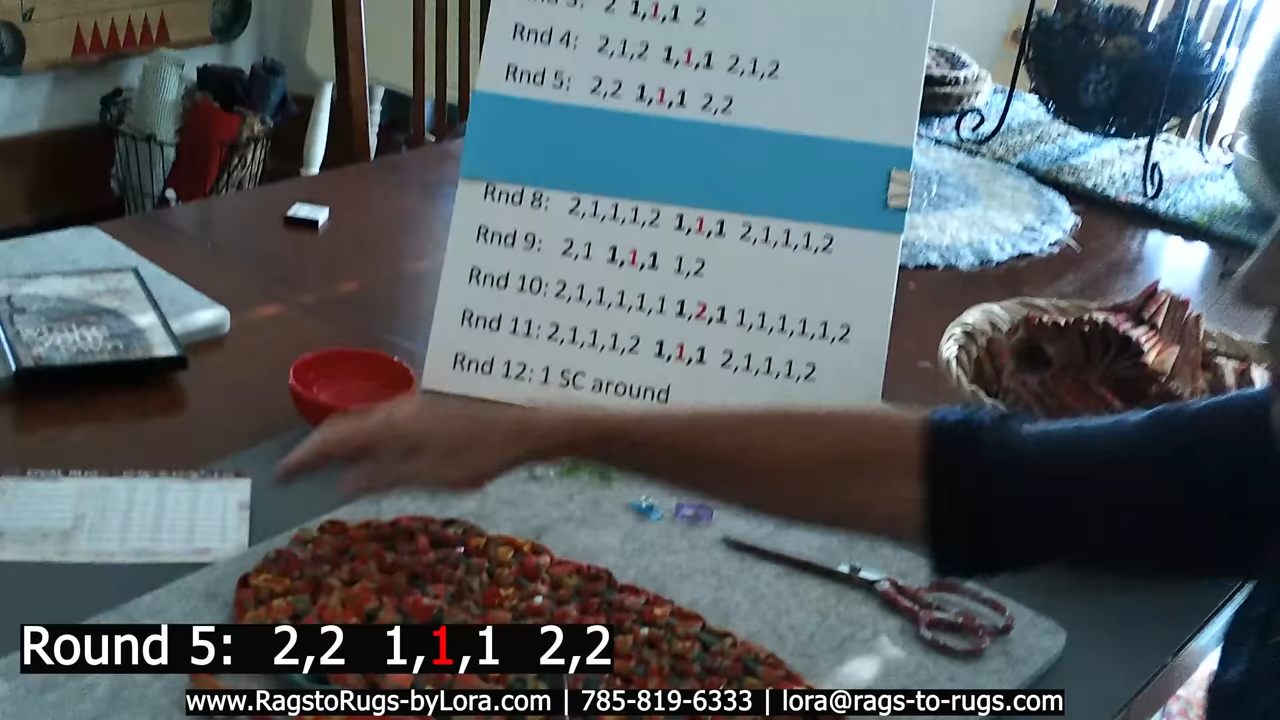 2 1,1,1 2
Rnd 4: 2,1,2 1,1,1 2,1,2
Rnd 5: 2,2 1,1,1 2,2
Rnd 8: 2,1,1,1,2 1,1,1 2,1,1,1,2
Rnd 9: 2,1 1,1,1 1,2
Rnd 10: 2,1,1,1,1,1 1,2,1 1,1,1,1,1,2
Rnd 11: 2,1,1,1,2 1,1,1 2,1,1,1,2
Rnd 12: 1 SC around
Round 5: 2,2 1,1,1 2,2
www.RagstoRugs-byLora.com | 785-819-6333 | lora@rags-to-rugs.com